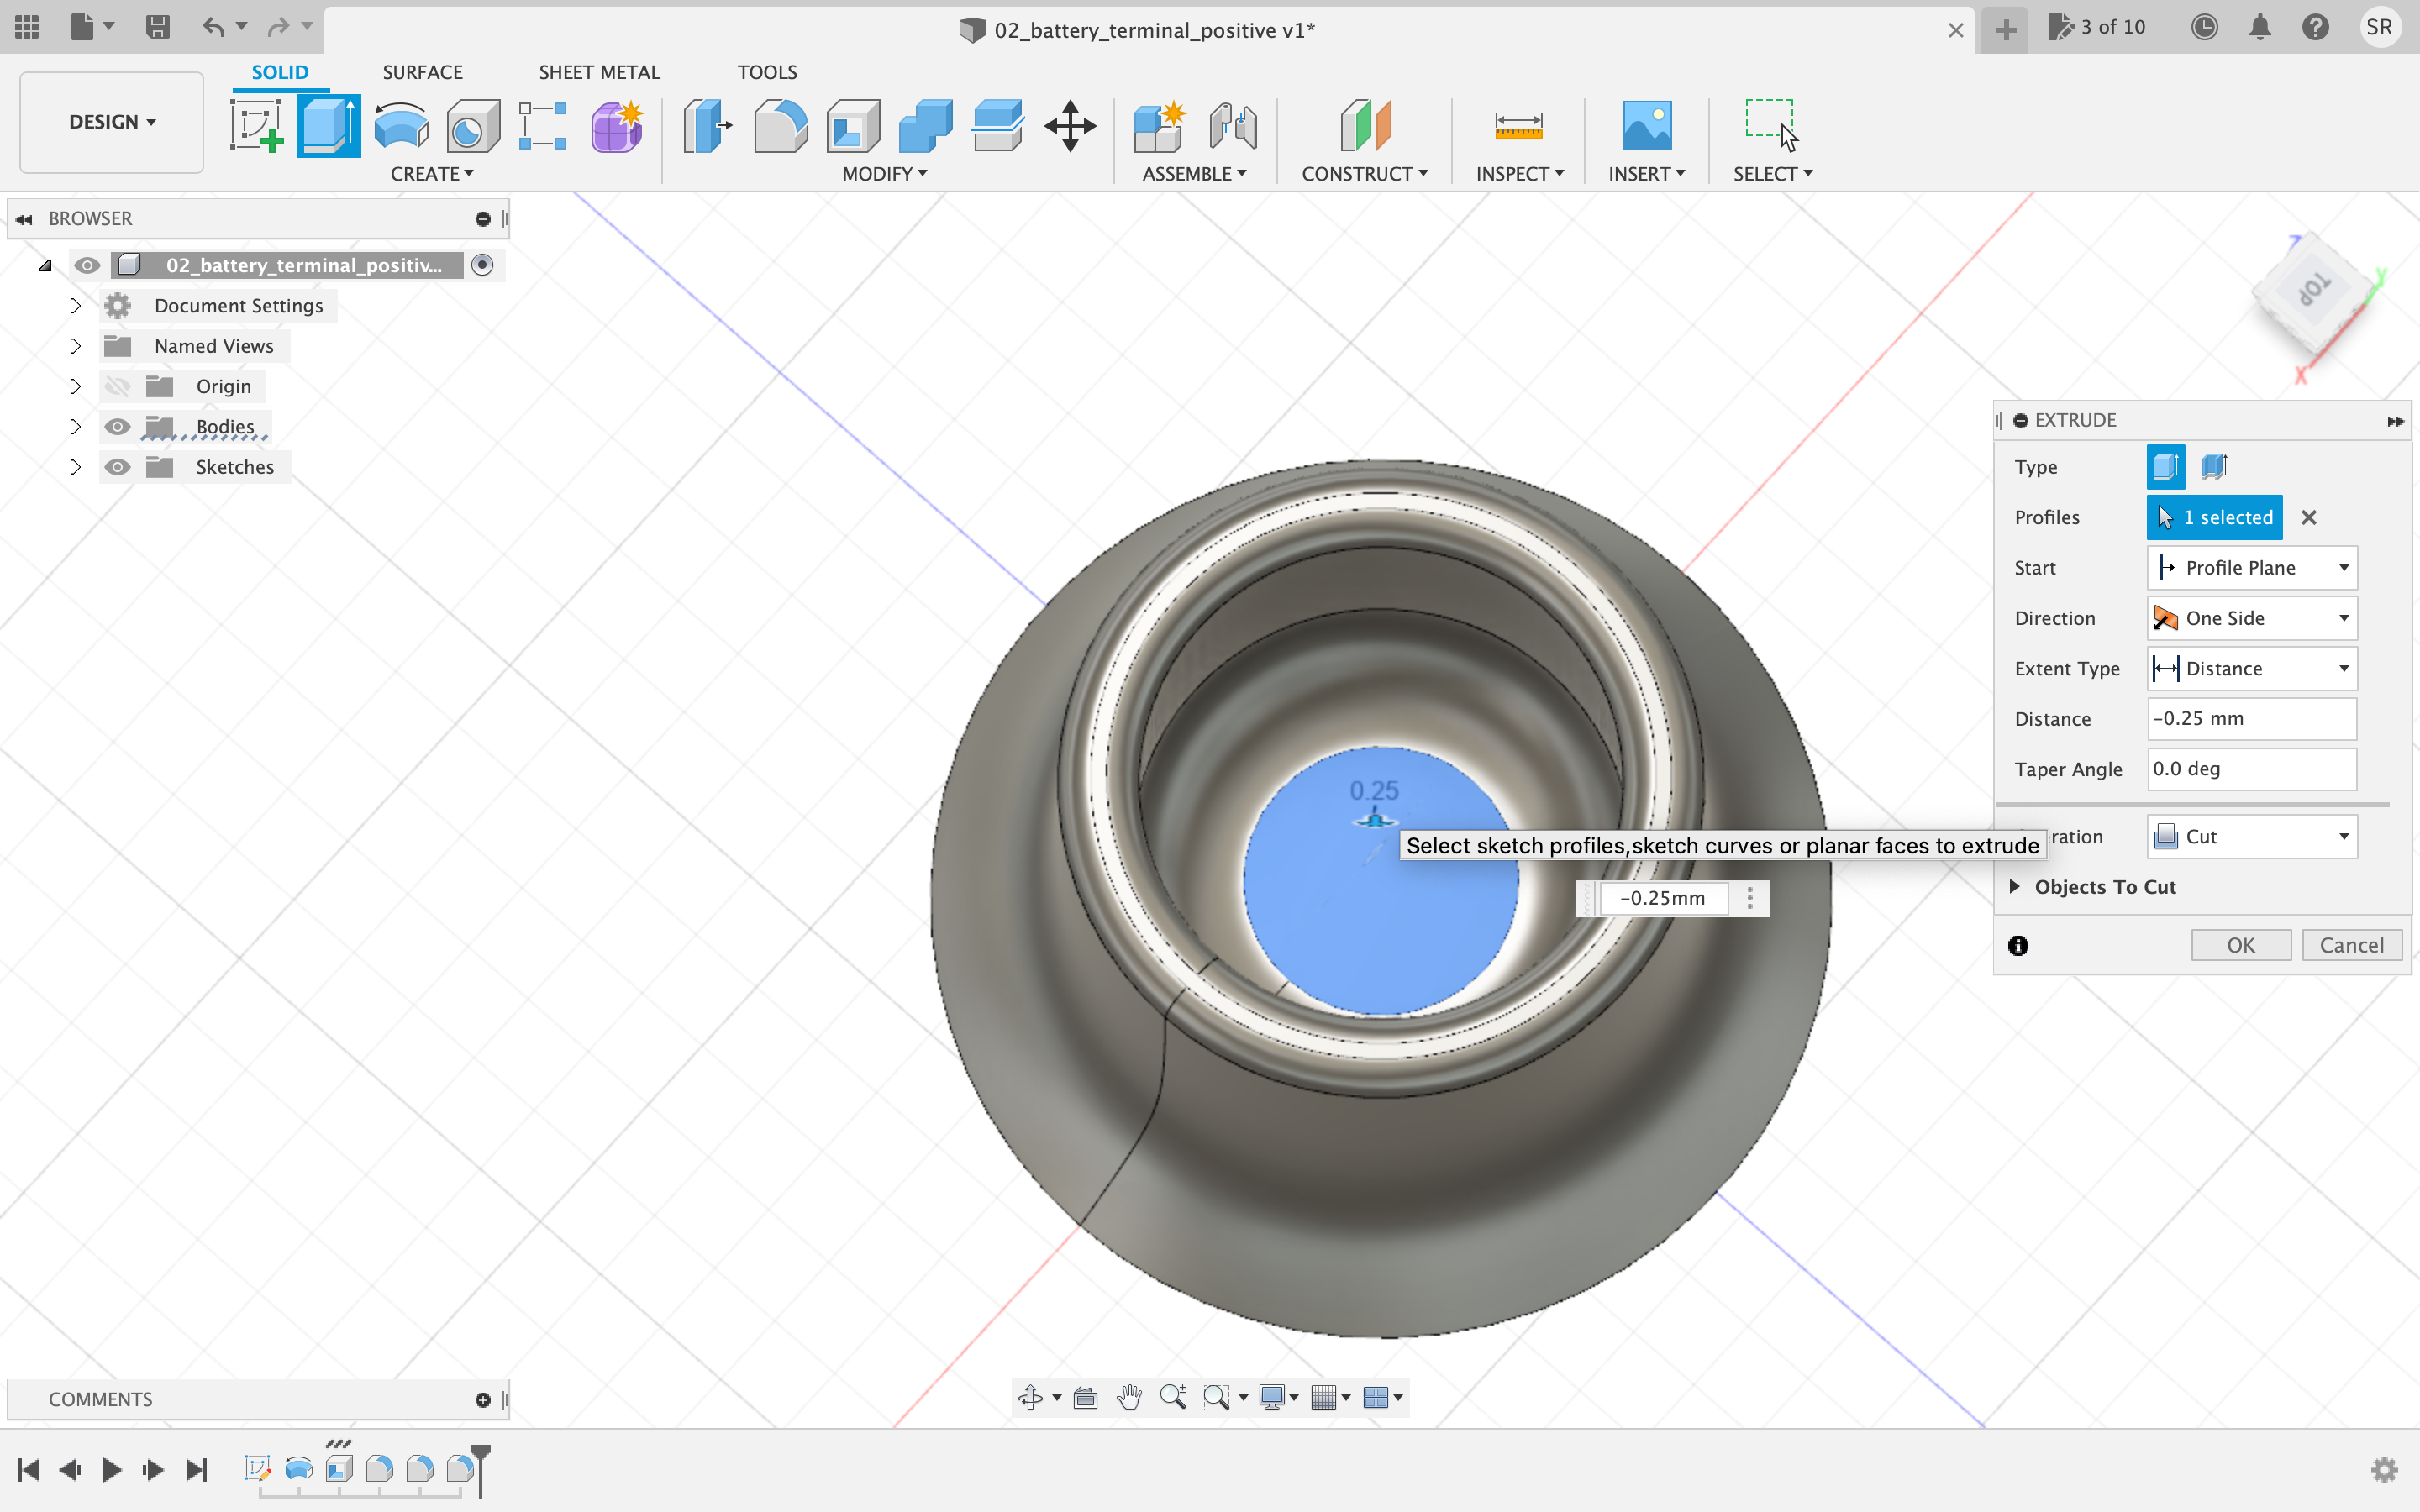 02_battery_terminal_positive v1*
3 of 10
SR
DESIGN
SOLID
SURFACE
SHEET METAL
TOOLS
CREATE
MODIFY
ASSEMBLE
CONSTRUCT
INSPECT
INSERT
SELECT
BROWSER
02_battery_terminal_positiv...
Document Settings
Named Views
Origin
Bodies
Sketches
Z
Y
TOP
X
EXTRUDE
Type
Profiles
1 selected
Start
Profile Plane
Direction
One Side
Extent Type
Distance
Distance
-0.25 mm
Taper Angle
0.0 deg
0.25
Select sketch profiles,sketch curves or planar faces to extrude
ration
Cut
-0.25mm
Objects To Cut
OK
Cancel
COMMENTS